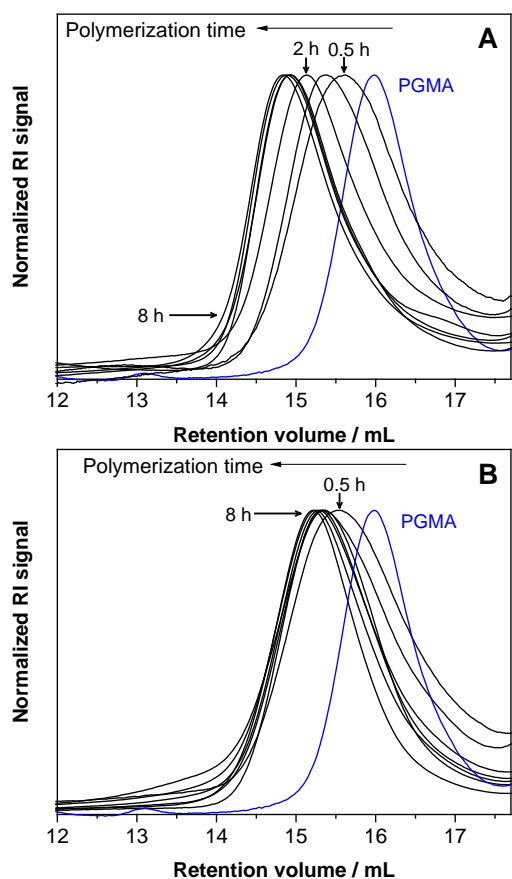 Polymerization time
A
2 h
0.5 h
PGMA
Normalized RI signal
8 h
12 13 14 15 16 17
Retention volume / mL
Polymerization time
B
0.5 h
8 h
PGMA
Normalized RI signal
12 13 14 15 16 17
Retention volume / mL